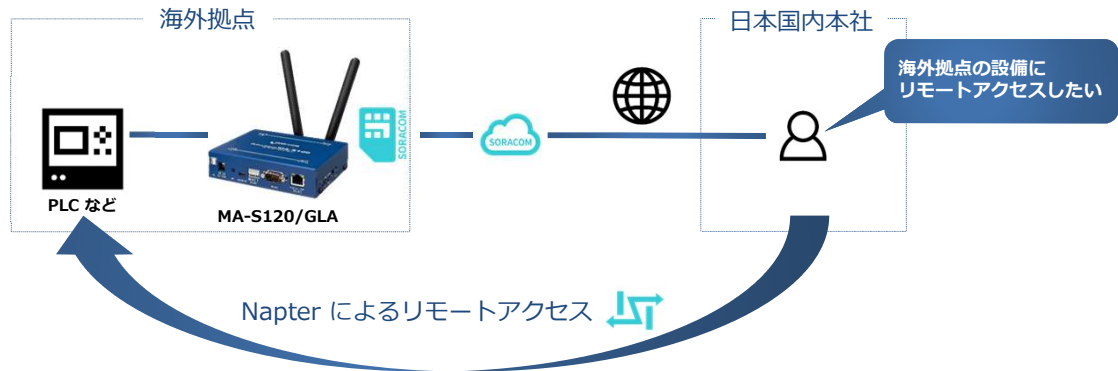 海外拠点
日本国内本社
海外拠点の設備に
リモートアクセスしたい
SORACOM
SORACOM
PLC など
MA-S120/GLA
Napter によるリモートアクセス